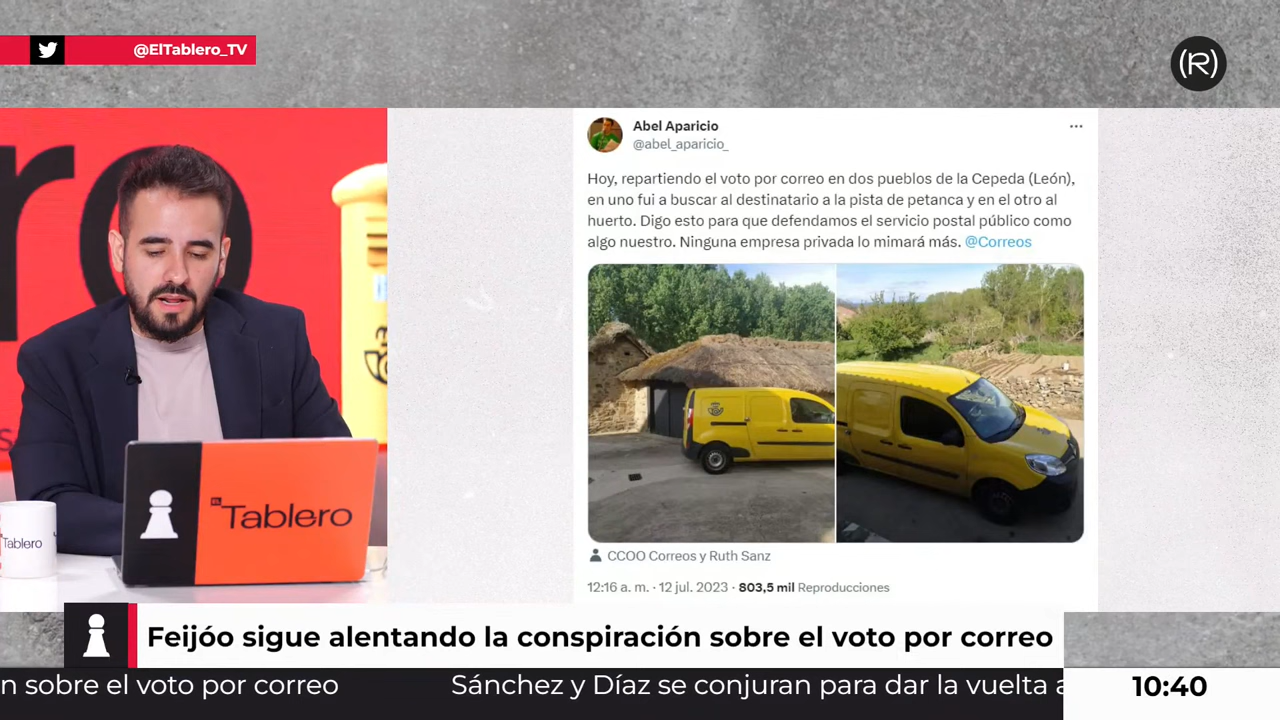 @ElTablero_TV
(R)
ro
Abel Aparicio
@abel_aparicio_
Hoy, repartiendo el voto por correo en dos pueblos de la Cepeda (León),
en uno fui a buscar al destinatario a la pista de petanca y en el otro al
huerto. Digo esto para que defendamos el servicio postal público como
algo nuestro. Ninguna empresa privada lo mimará más. @Correos
CCOO Correos y Ruth Sanz
12:16 a. m. · 12 jul. 2023 · 803,5 mil Reproducciones
EL
Tablero
Tablero
Feijóo sigue alentando la conspiración sobre el voto por correo
n sobre el voto por correo
Sánchez y Díaz se conjuran para dar la vuelta a
10:40